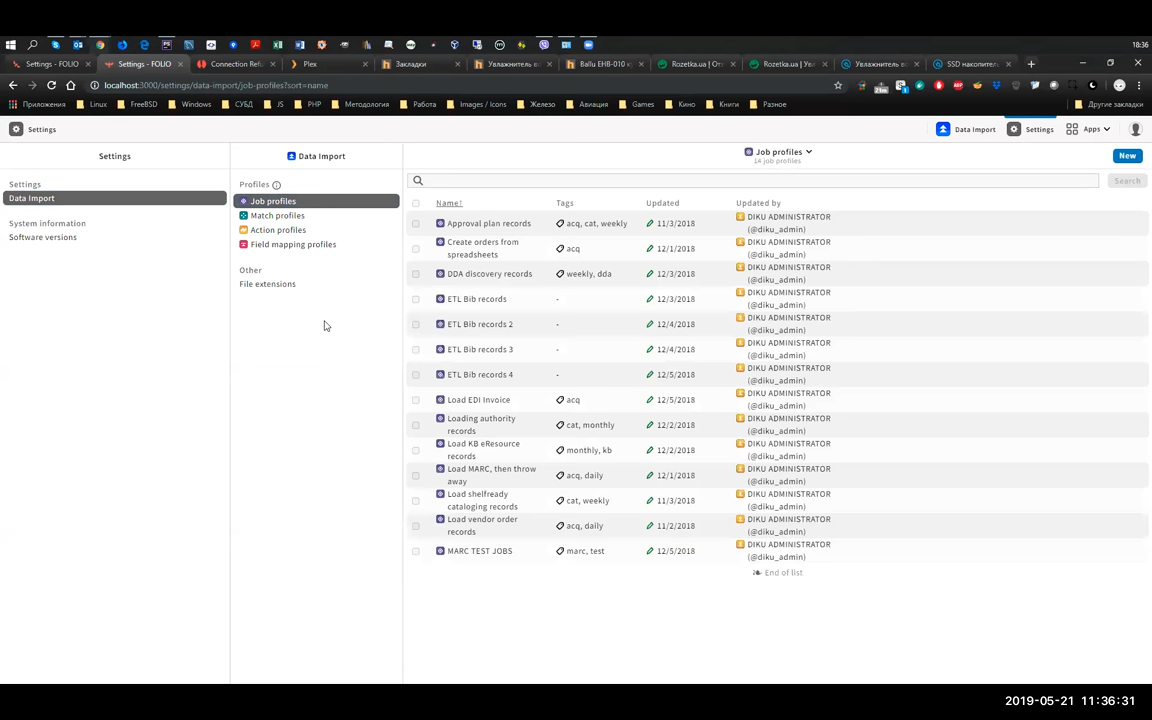 18:36
Settings - FOLIO
Settings - FOLIO
Connection Refu
Plex
Закладки
Увлажнитель во
Ballu EHB-010 ку
Rozetka.ua | От
Rozetka.ua | Ув
Увлажнитель во
SSD накопитель
localhost:3000/settings/data-import/job-profiles?sort=name
Приложения
Linux
FreeBSD
Windows
СУБД
JS
PHP
Методология
Работа
Images / Icons
Железо
Авиация
Games
Кино
Книги
Разное
Другие закладки
Settings
Data Import
Settings
Apps
Settings
Settings
Data Import
System information
Software versions
Data Import
Profiles
Job profiles
Match profiles
Action profiles
Field mapping profiles
Other
File extensions
Job profiles
14 job profiles
New
Search
Name
Tags
Updated
Updated by
Approval plan records
acq, cat, weekly
11/3/2018
DIKU ADMINISTRATOR
(@diku_admin)
Create orders from
spreadsheets
acq
12/1/2018
DIKU ADMINISTRATOR
(@diku_admin)
DDA discovery records
weekly, dda
12/3/2018
DIKU ADMINISTRATOR
(@diku_admin)
ETL Bib records
-
12/3/2018
DIKU ADMINISTRATOR
(@diku_admin)
ETL Bib records 2
-
12/4/2018
DIKU ADMINISTRATOR
(@diku_admin)
ETL Bib records 3
-
12/4/2018
DIKU ADMINISTRATOR
(@diku_admin)
ETL Bib records 4
-
12/5/2018
DIKU ADMINISTRATOR
(@diku_admin)
Load EDI Invoice
acq
12/5/2018
DIKU ADMINISTRATOR
(@diku_admin)
Loading authority
records
cat, monthly
12/2/2018
DIKU ADMINISTRATOR
(@diku_admin)
Load KB eResource
records
monthly, kb
12/2/2018
DIKU ADMINISTRATOR
(@diku_admin)
Load MARC, then throw
away
acq, daily
12/1/2018
DIKU ADMINISTRATOR
(@diku_admin)
Load shelfready
cataloging records
cat, weekly
11/3/2018
DIKU ADMINISTRATOR
(@diku_admin)
Load vendor order
records
acq, daily
11/2/2018
DIKU ADMINISTRATOR
(@diku_admin)
MARC TEST JOBS
marc, test
12/5/2018
DIKU ADMINISTRATOR
(@diku_admin)
End of list
2019-05-21 11:36:31